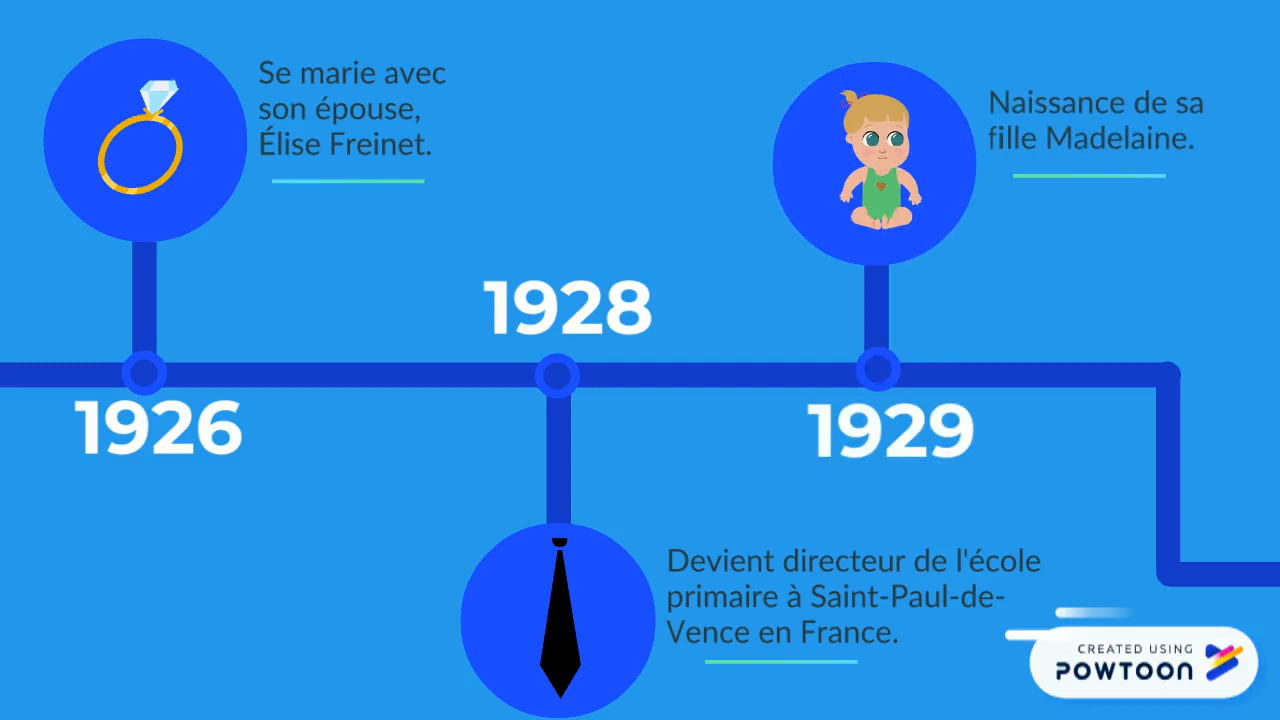 Se marie avec
son épouse,
Élise Freinet.
1926
1928
Devient directeur de l'école
primaire à Saint-Paul-de-
Vence en France.
Naissance de sa
fille Madelaine.
1929
CREATED USING
POWTOON